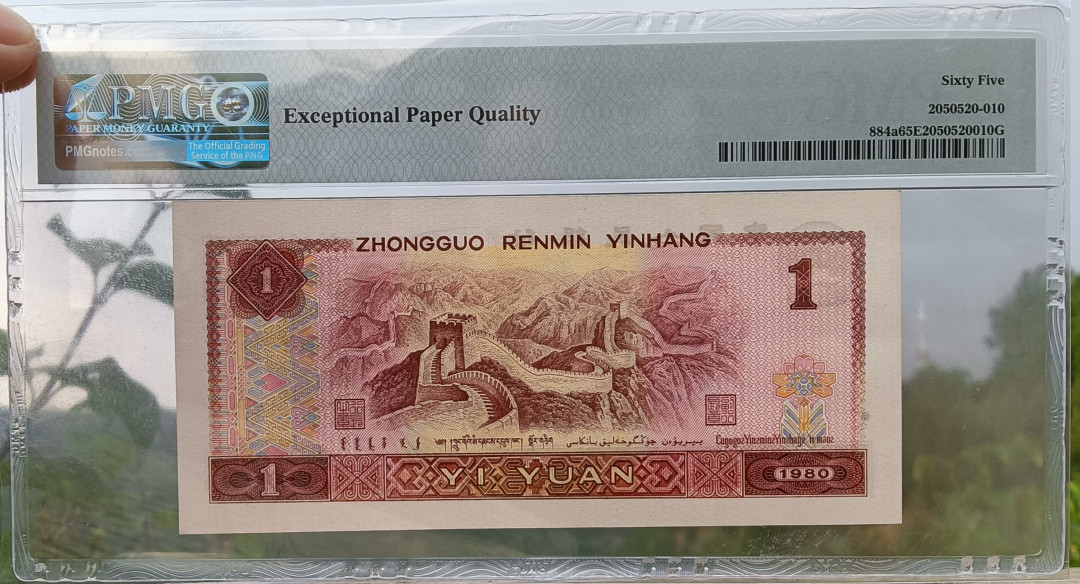 PMG
PAPER MONEY GUARANTY
PMGnotes.com
The Official Grading
Service of the PNG
Exceptional Paper Quality
Sixty Five
2050520-010
884a65E2050520010G
ZHONGGUO RENMIN YINHANG
1
1
1
YI YUAN
1980